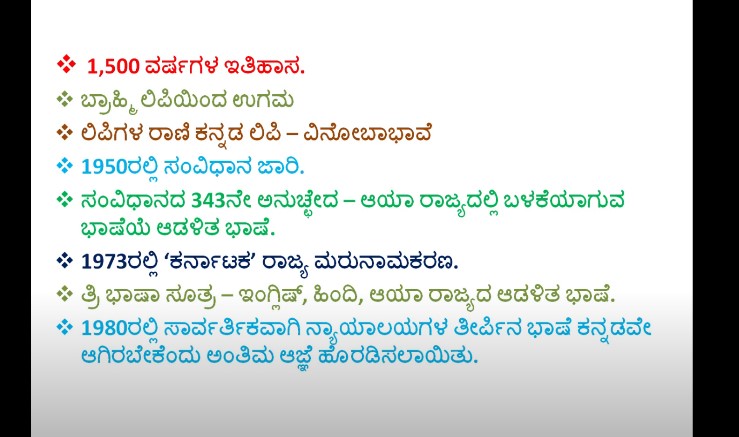 ❖ 1,500 ವರ್ಷಗಳ ಇತಿಹಾಸ.
❖ ಬ್ರಾಹ್ಮಿ ಲಿಪಿಯಿಂದ ಉಗಮ
❖ ಲಿಪಿಗಳ ರಾಣಿ ಕನ್ನಡ ಲಿಪಿ – ವಿನೋಬಾಭಾವೆ
❖ 1950ರಲ್ಲಿ ಸಂವಿಧಾನ ಜಾರಿ.
❖ ಸಂವಿಧಾನದ 343ನೇ ಅನುಚ್ಛೇದ – ಆಯಾ ರಾಜ್ಯದಲ್ಲಿ ಬಳಕೆಯಾಗುವ
ಭಾಷೆಯೆ ಆಡಳಿತ ಭಾಷೆ.
❖ 1973ರಲ್ಲಿ ‘ಕರ್ನಾಟಕ’ ರಾಜ್ಯ ಮರುನಾಮಕರಣ.
❖ ತ್ರಿ ಭಾಷಾ ಸೂತ್ರ – ಇಂಗ್ಲಿಷ್, ಹಿಂದಿ, ಆಯಾ ರಾಜ್ಯದ ಆಡಳಿತ ಭಾಷೆ.
❖ 1980ರಲ್ಲಿ ಸಾರ್ವರ್ತಿಕವಾಗಿ ನ್ಯಾಯಾಲಯಗಳ ತೀರ್ಪಿನ ಭಾಷೆ ಕನ್ನಡವೇ
ಆಗಿರಬೇಕೆಂದು ಅಂತಿಮ ಆಜ್ಞೆ ಹೊರಡಿಸಲಾಯಿತು.